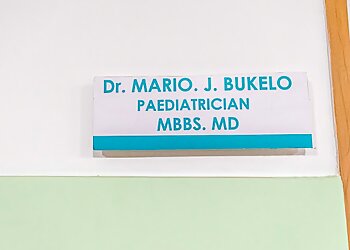 Dr. MARIO. J. BUKELO
PAEDIATRICIAN
MBBS. MD